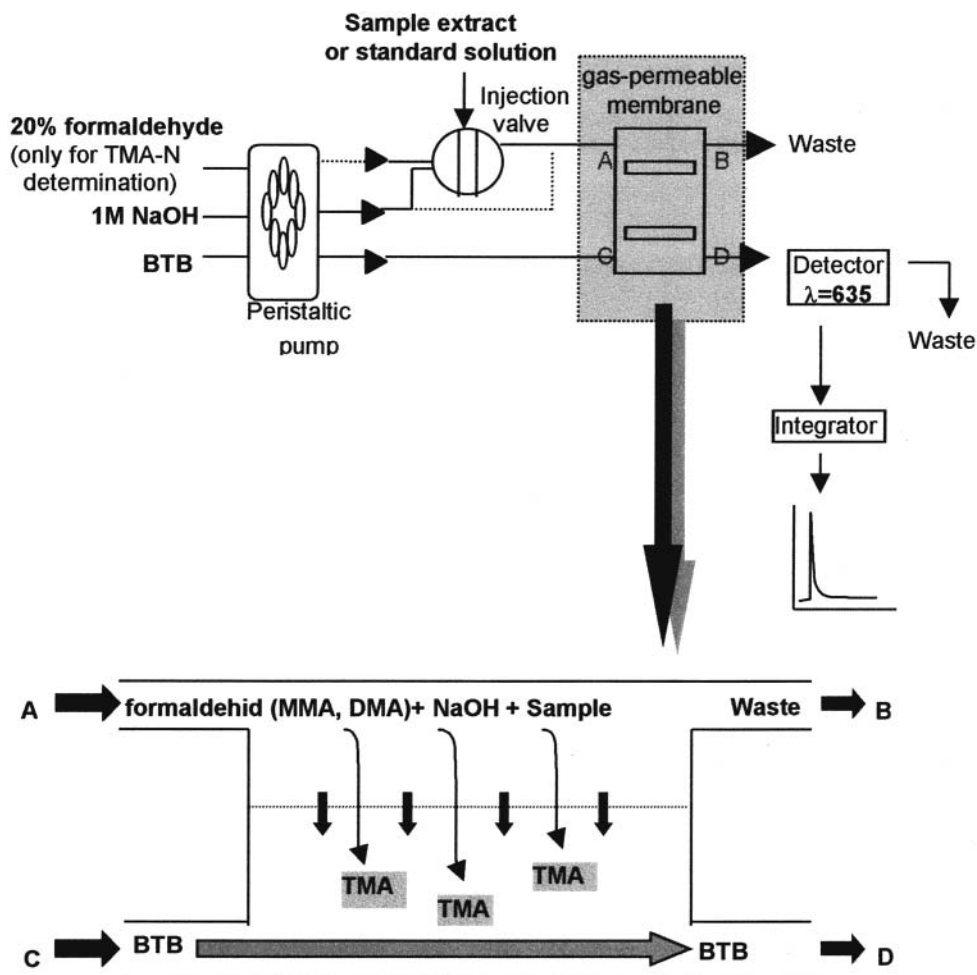 Sample extract
or standard solution
gas-permeable
membrane
Injection
valve
20% formaldehyde
(only for TMA-N
determination)
1M NaOH
BTB
Peristaltic
pump
A
B
C
D
Waste
Detector
λ=635
Waste
Integrator
A
formaldehid (MMA, DMA)+ NaOH + Sample
Waste
B
TMA
TMA
TMA
C
BTB
BTB
D